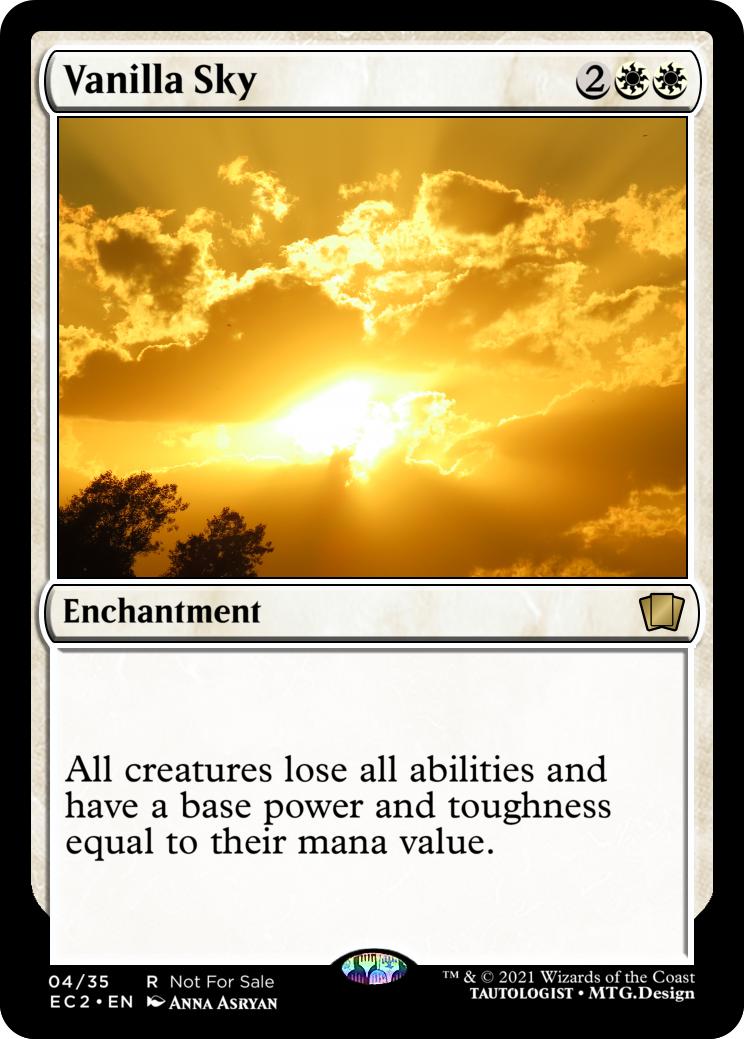 Vanilla Sky 2
Enchantment
All creatures lose all abilities and
have a base power and toughness
equal to their mana value.
04/35 R Not For Sale ™ & © 2021 Wizards of the Coast
EC2 • EN ANNA ASRYAN TAUTOLOGIST • MTG.Design